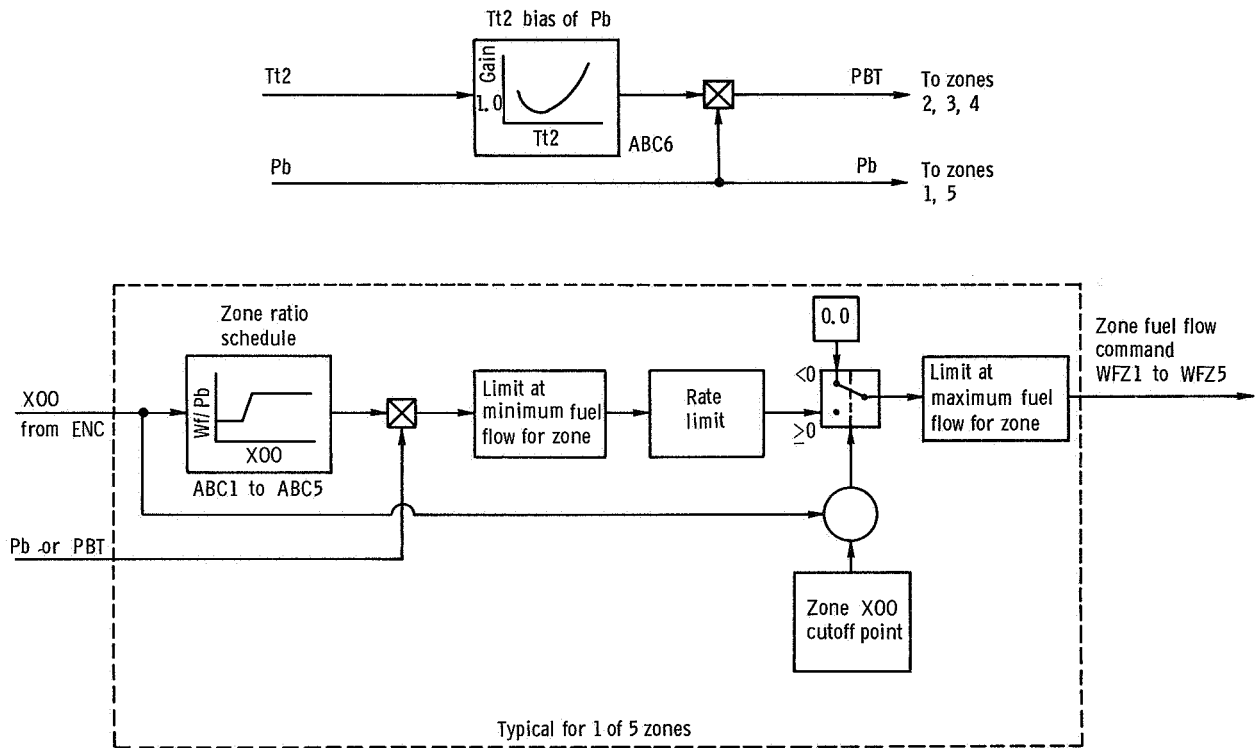 Tt2 bias of Pb
Tt2
Gain
1.0
Tt2
ABC6
PBT
To zones
2, 3, 4
Pb
Pb
To zones
1, 5
Zone ratio
schedule
X00
from ENC
Wf/Pb
X00
ABC1 to ABC5
Pb or PBT
Limit at
minimum fuel
flow for zone
Rate
limit
0.0
<0
≥0
Limit at
maximum fuel
flow for zone
Zone fuel flow
command
WFZ1 to WFZ5
Zone X00
cutoff point
Typical for 1 of 5 zones